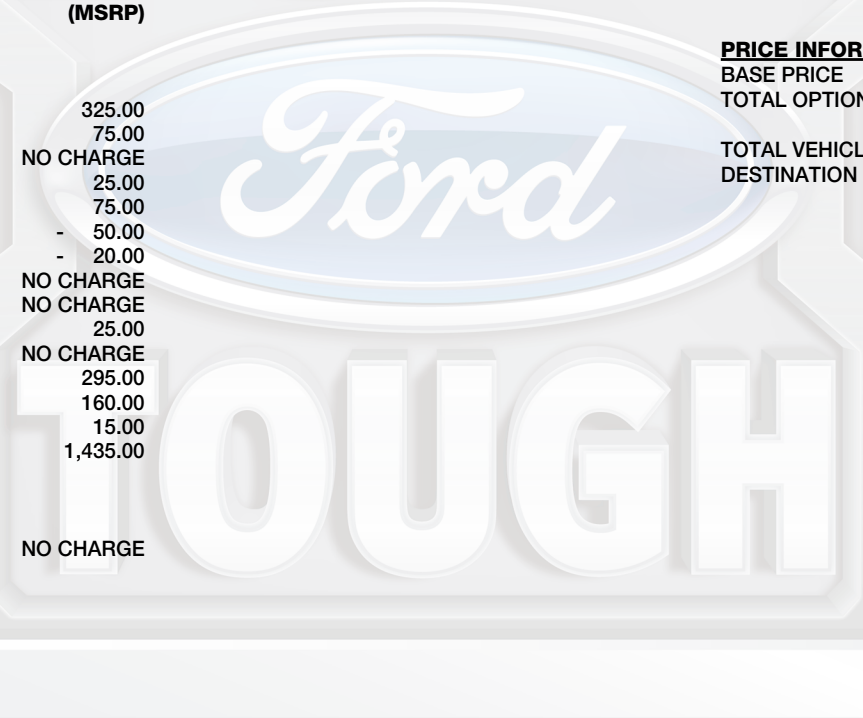 (MSRP)
325.00
75.00
NO CHARGE
25.00
75.00
- 50.00
- 20.00
NO CHARGE
NO CHARGE
25.00
NO CHARGE
295.00
160.00
15.00
1,435.00
NO CHARGE
PRICE INFOR
BASE PRICE
TOTAL OPTION
TOTAL VEHICL
DESTINATION
Ford
TOUGH